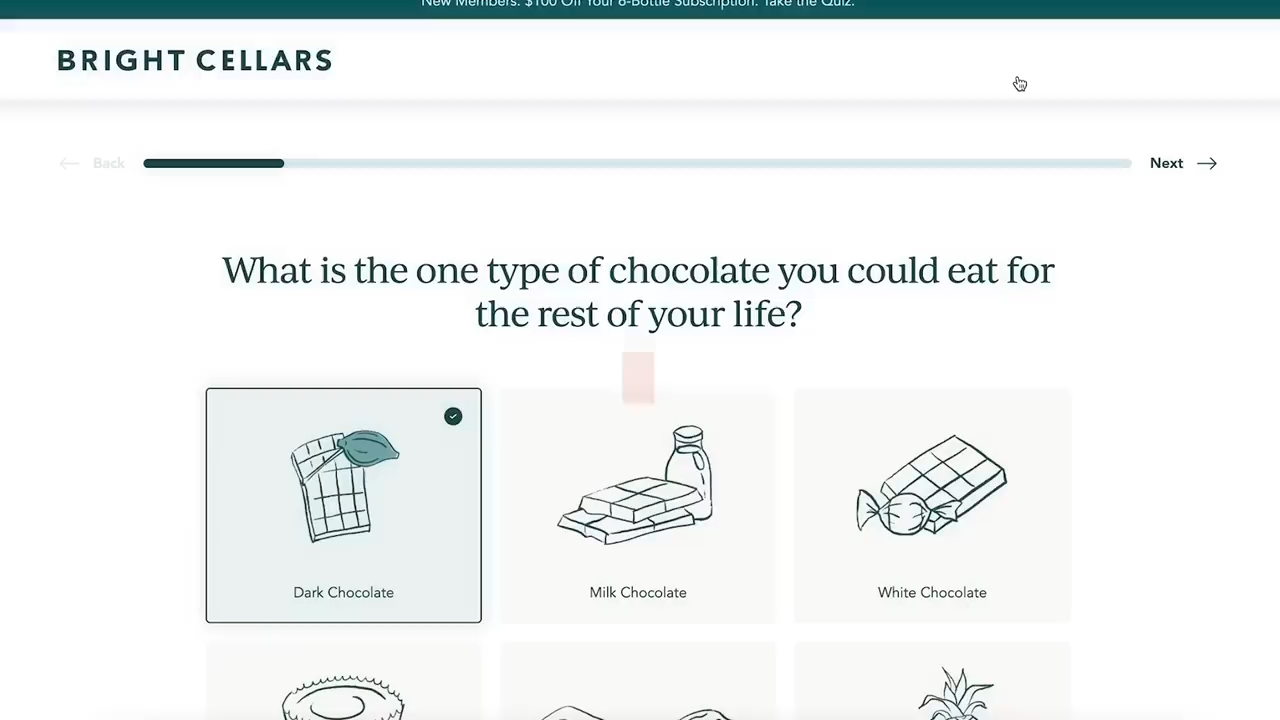 New Members: $100 Off Your 6-Bottle Subscription. Take the Quiz.
BRIGHT CELLARS
Back
Next
What is the one type of chocolate you could eat for
the rest of your life?
Dark Chocolate
Milk Chocolate
White Chocolate